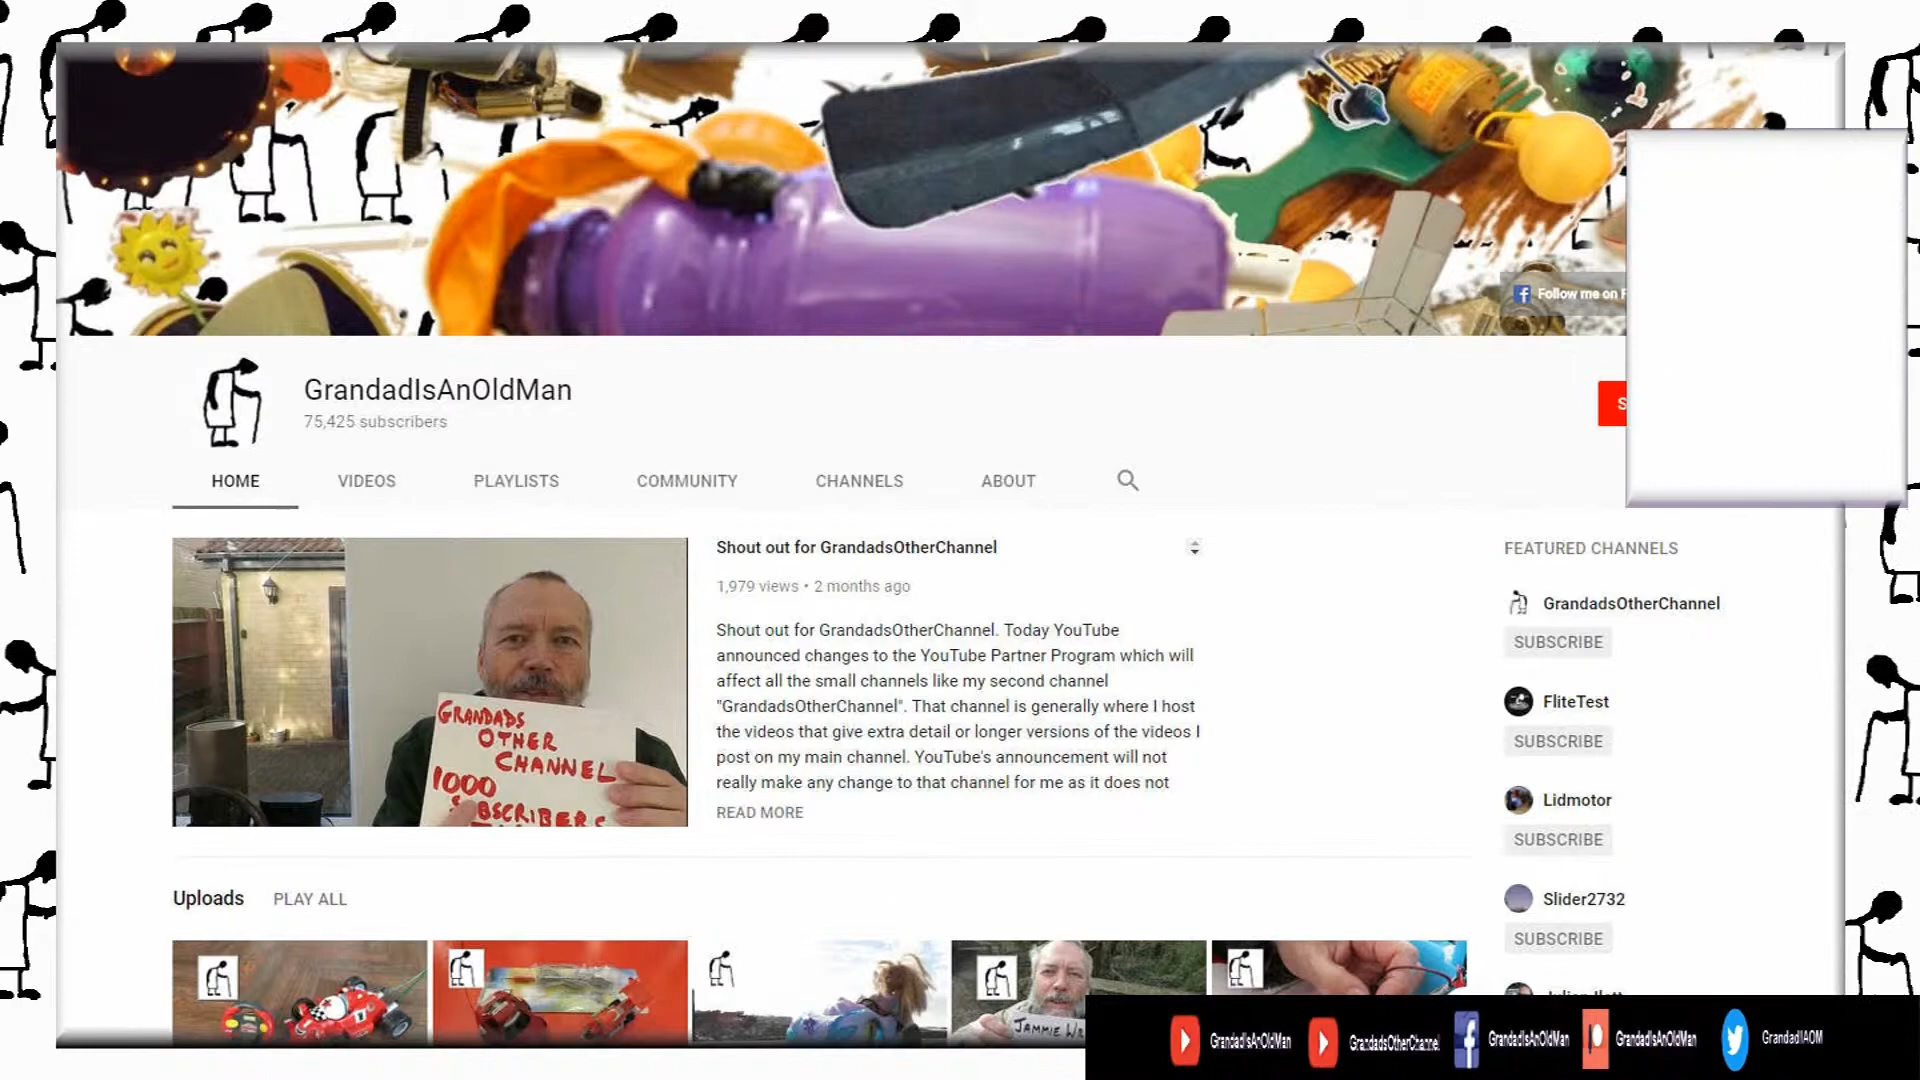 Follow me on F
GrandadIsAnOldMan
75,425 subscribers
S
HOME VIDEOS PLAYLISTS COMMUNITY CHANNELS ABOUT
Shout out for GrandadsOtherChannel
1,979 views • 2 months ago
Shout out for GrandadsOtherChannel. Today YouTube
announced changes to the YouTube Partner Program which will
affect all the small channels like my second channel
"GrandadsOtherChannel". That channel is generally where I host
the videos that give extra detail or longer versions of the videos I
post on my main channel. YouTube's announcement will not
really make any change to that channel for me as it does not
READ MORE
GRANDADS
OTHER
CHANNEL
1000
SUBSCRIBERS
FEATURED CHANNELS
GrandadsOtherChannel
SUBSCRIBE
FliteTest
SUBSCRIBE
Lidmotor
SUBSCRIBE
Slider2732
SUBSCRIBE
Uploads PLAY ALL
JAMMIE
GrandadIsAnOldMan GrandadsOtherChannel GrandadIsAnOldMan GrandadIsAnOldMan GrandadIAOM